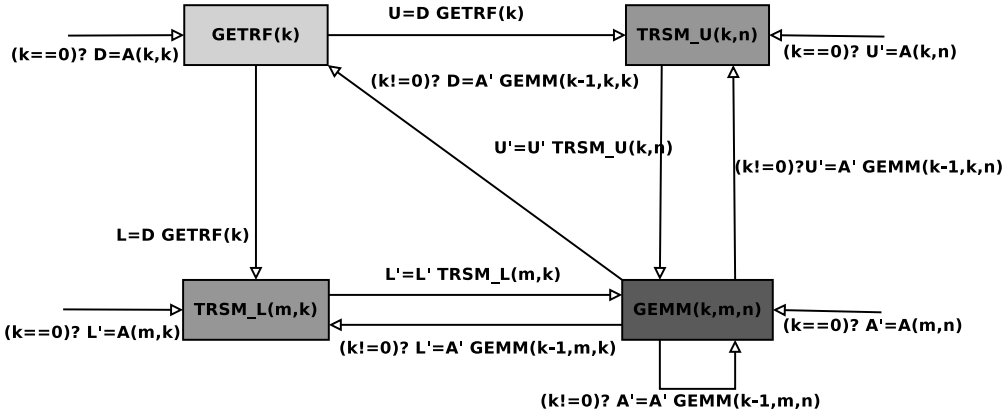 U=D GETRF(k)
GETRF(k)
TRSM_U(k,n)
(k==0)? D=A(k,k)
(k==0)? U'=A(k,n)
(k!=0)? D=A' GEMM(k-1,k,k)
U'=U' TRSM_U(k,n)
(k!=0)?U'=A' GEMM(k-1,k,n)
L=D GETRF(k)
L'=L' TRSM_L(m,k)
TRSM_L(m,k)
GEMM(k,m,n)
(k==0)? L'=A(m,k)
(k==0)? A'=A(m,n)
(k!=0)? L'=A' GEMM(k-1,m,k)
(k!=0)? A'=A' GEMM(k-1,m,n)